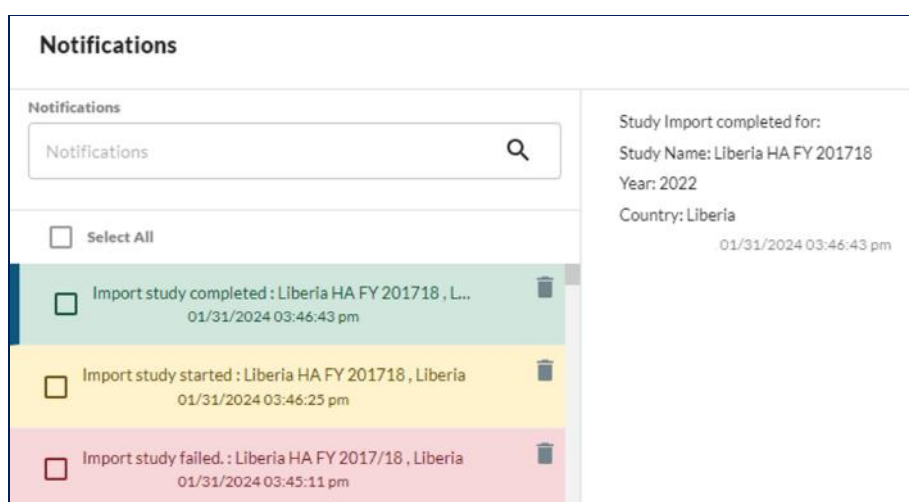 Notifications
Notifications
Notifications
Select All
Import study completed : Liberia HA FY 201718 , L...
01/31/2024 03:46:43 pm
Import study started : Liberia HA FY 201718 , Liberia
01/31/2024 03:46:25 pm
Import study failed. : Liberia HA FY 2017/18 , Liberia
01/31/2024 03:45:11 pm
Study Import completed for:
Study Name: Liberia HA FY 201718
Year: 2022
Country: Liberia
01/31/2024 03:46:43 pm